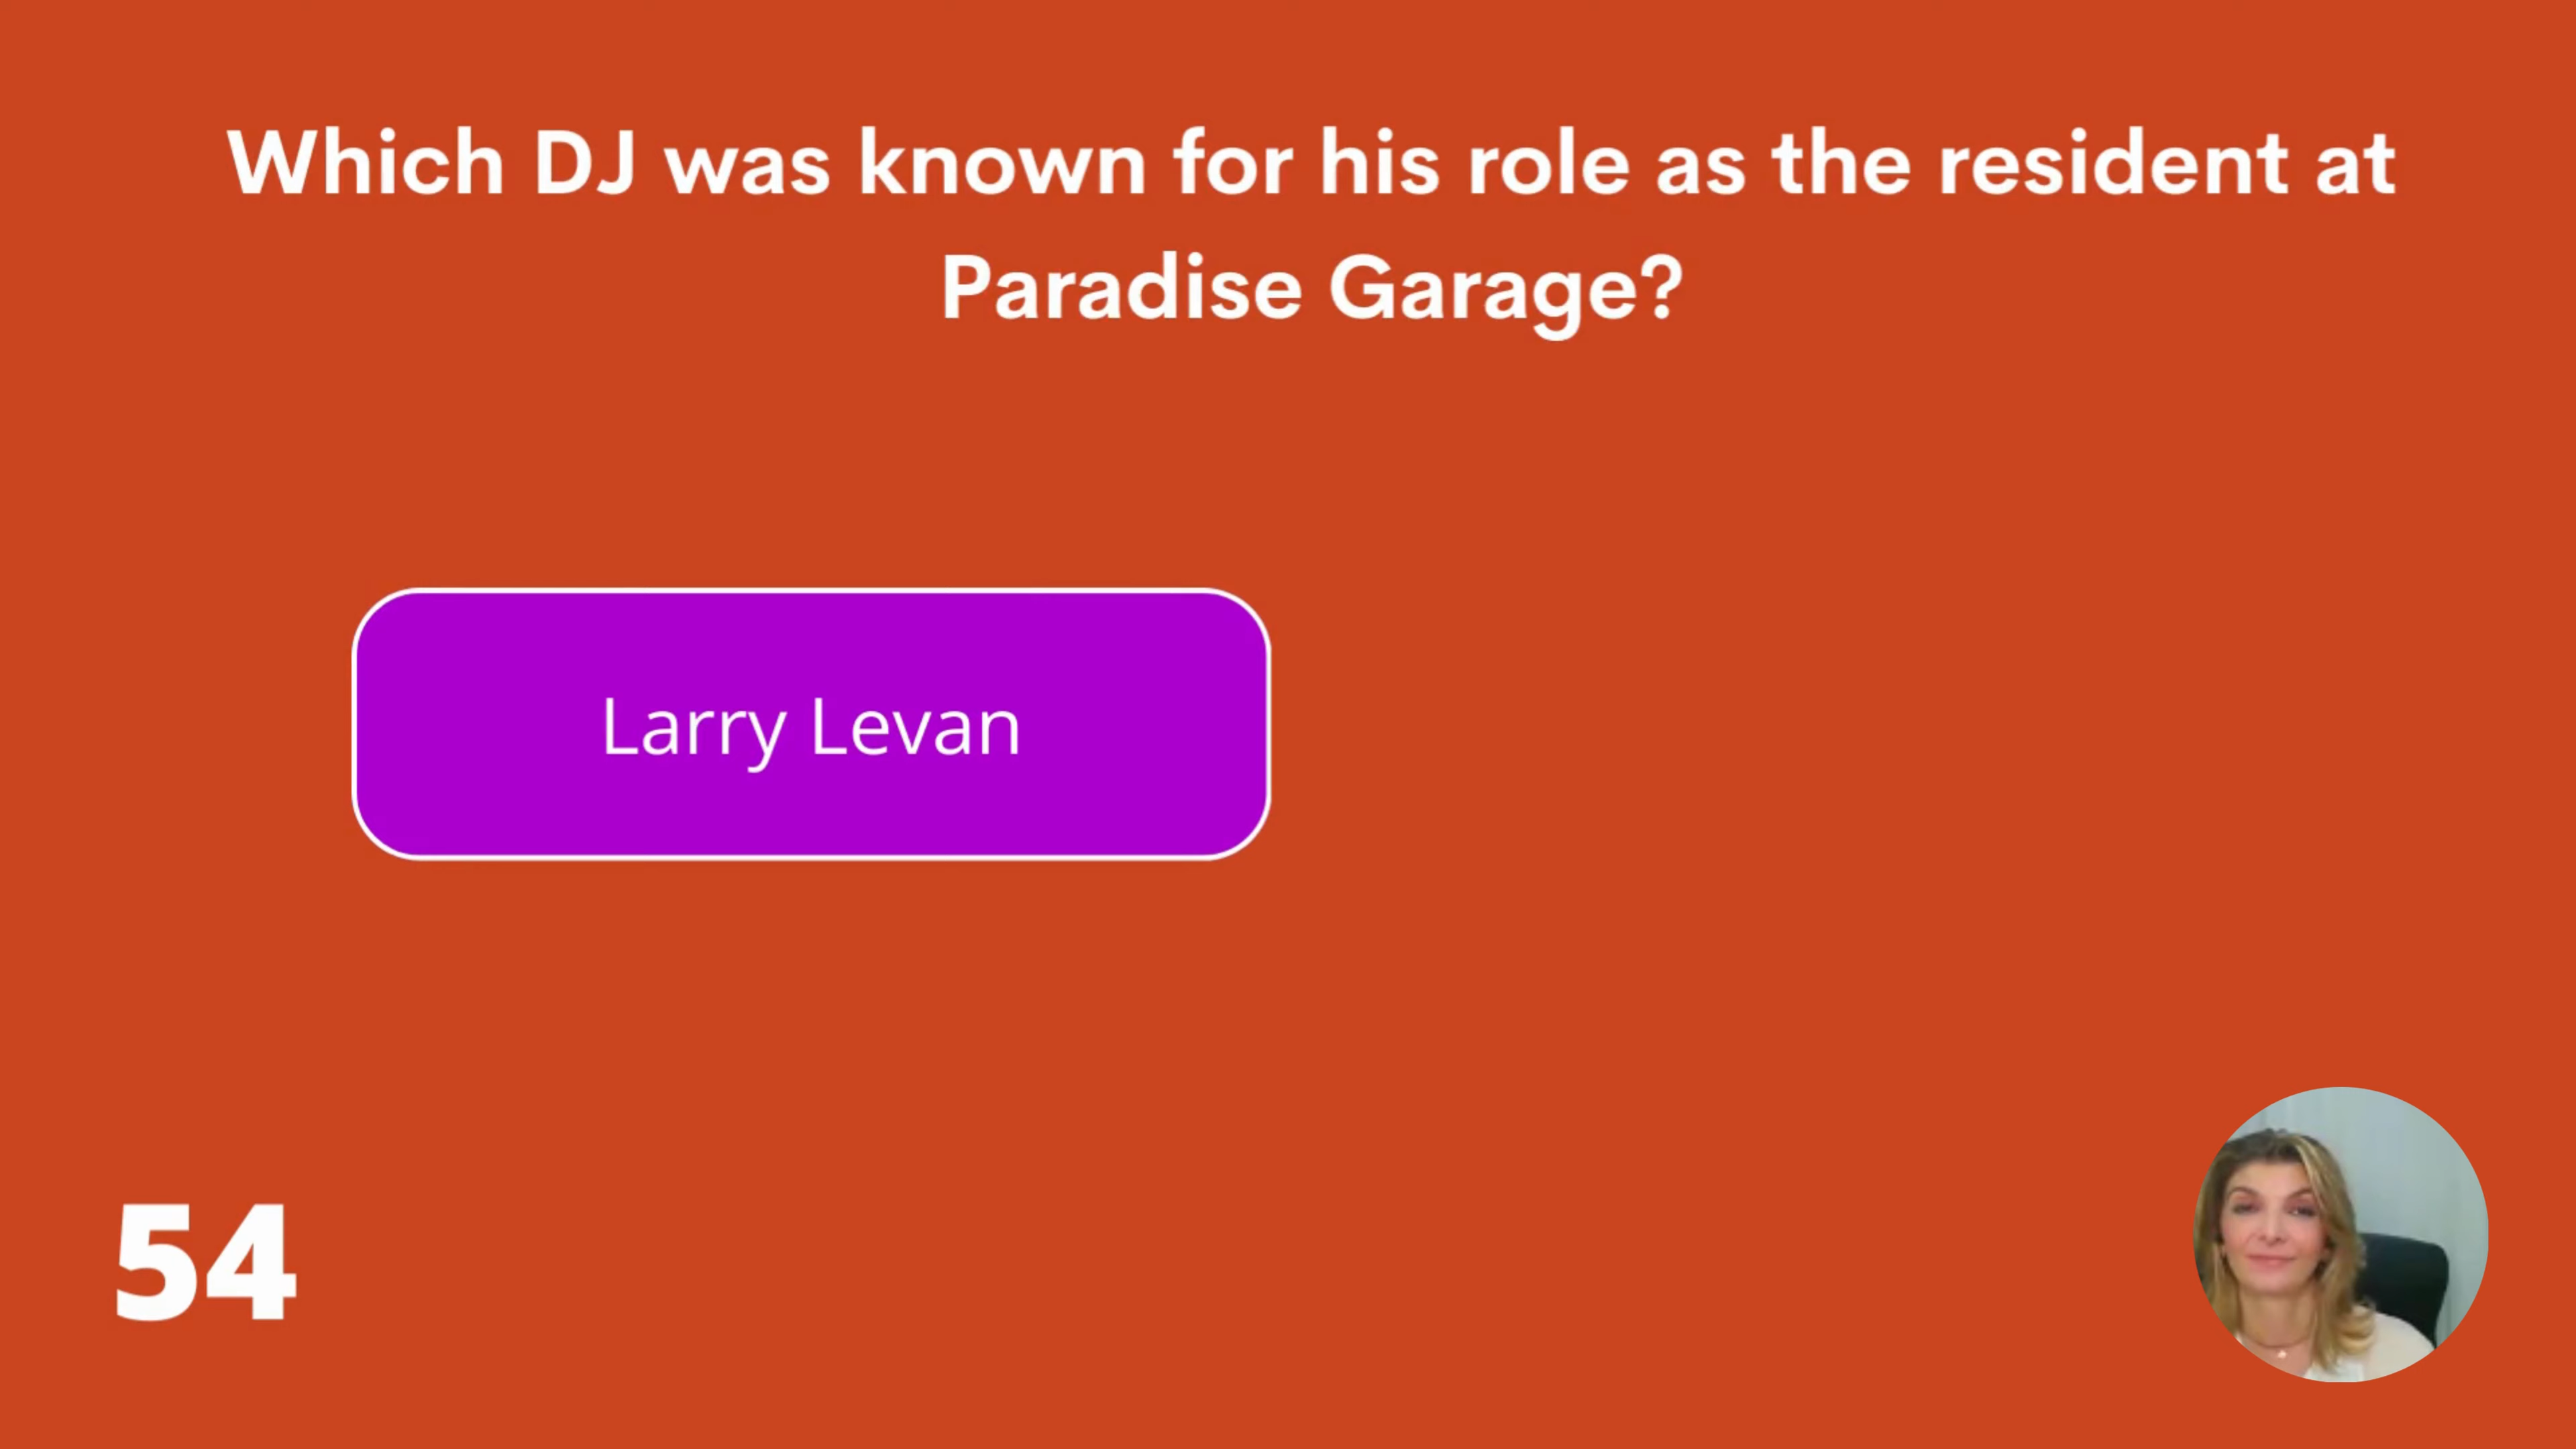 Which DJ was known for his role as the resident at
Paradise Garage?
Larry Levan
54